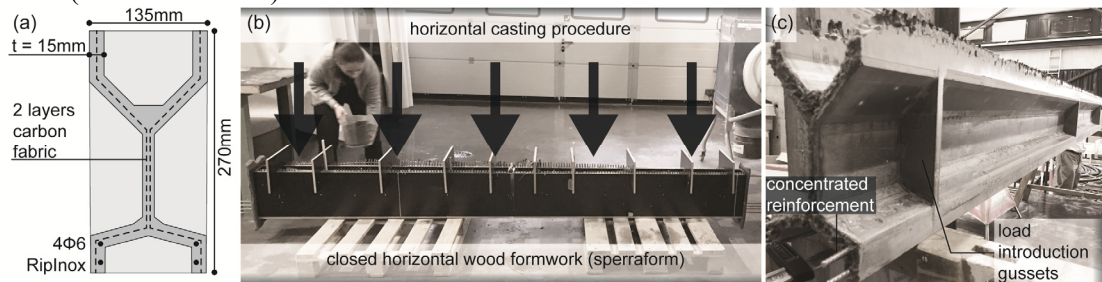 (a)
135mm
t = 15mm
2 layers
carbon
fabric
270mm
4Φ6
RipInox
(b)
horizontal casting procedure
closed horizontal wood formwork (sperraform)
(c)
concentrated
reinforcement
load
introduction
gussets